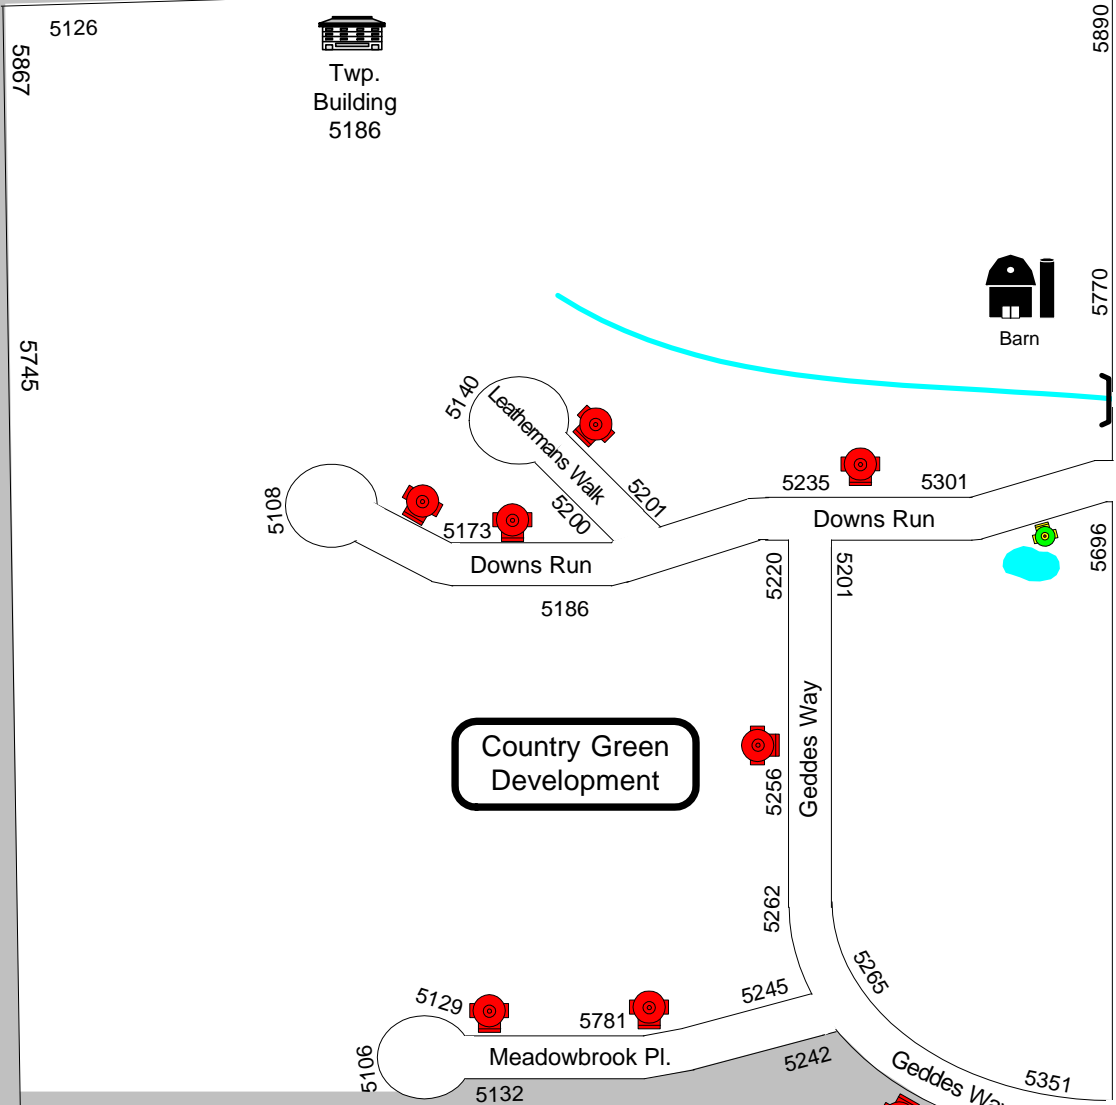 5126
5867
Twp.
Building
5186
5890
5770
Barn
5745
5140
Leathermans Walk
5201
5200
5108
5173
Downs Run
5186
5235
5301
Downs Run
5696
5220
5201
Geddes Way
5256
Country Green
Development
5262
5265
5245
5129
5781
Meadowbrook Pl.
5106
5132
5242
Geddes Way
5351